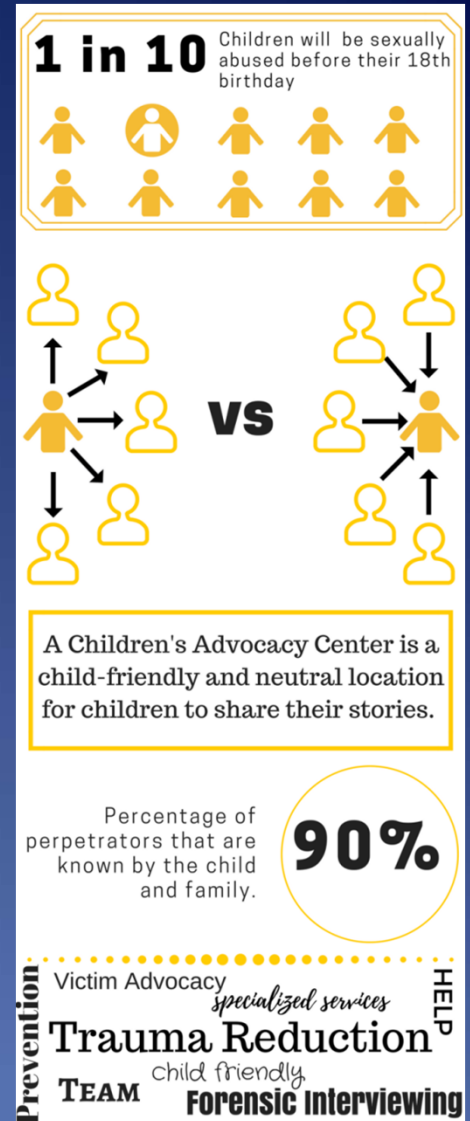 1 in 10
Children will be sexually
abused before their 18th
birthday
VS
A Children's Advocacy Center is a
child-friendly and neutral location
for children to share their stories.
Percentage of
perpetrators that are
known by the child
and family.
90%
Prevention
Victim Advocacy
specialized services
HELP
Trauma Reduction
child friendly
TEAM
Forensic Interviewing